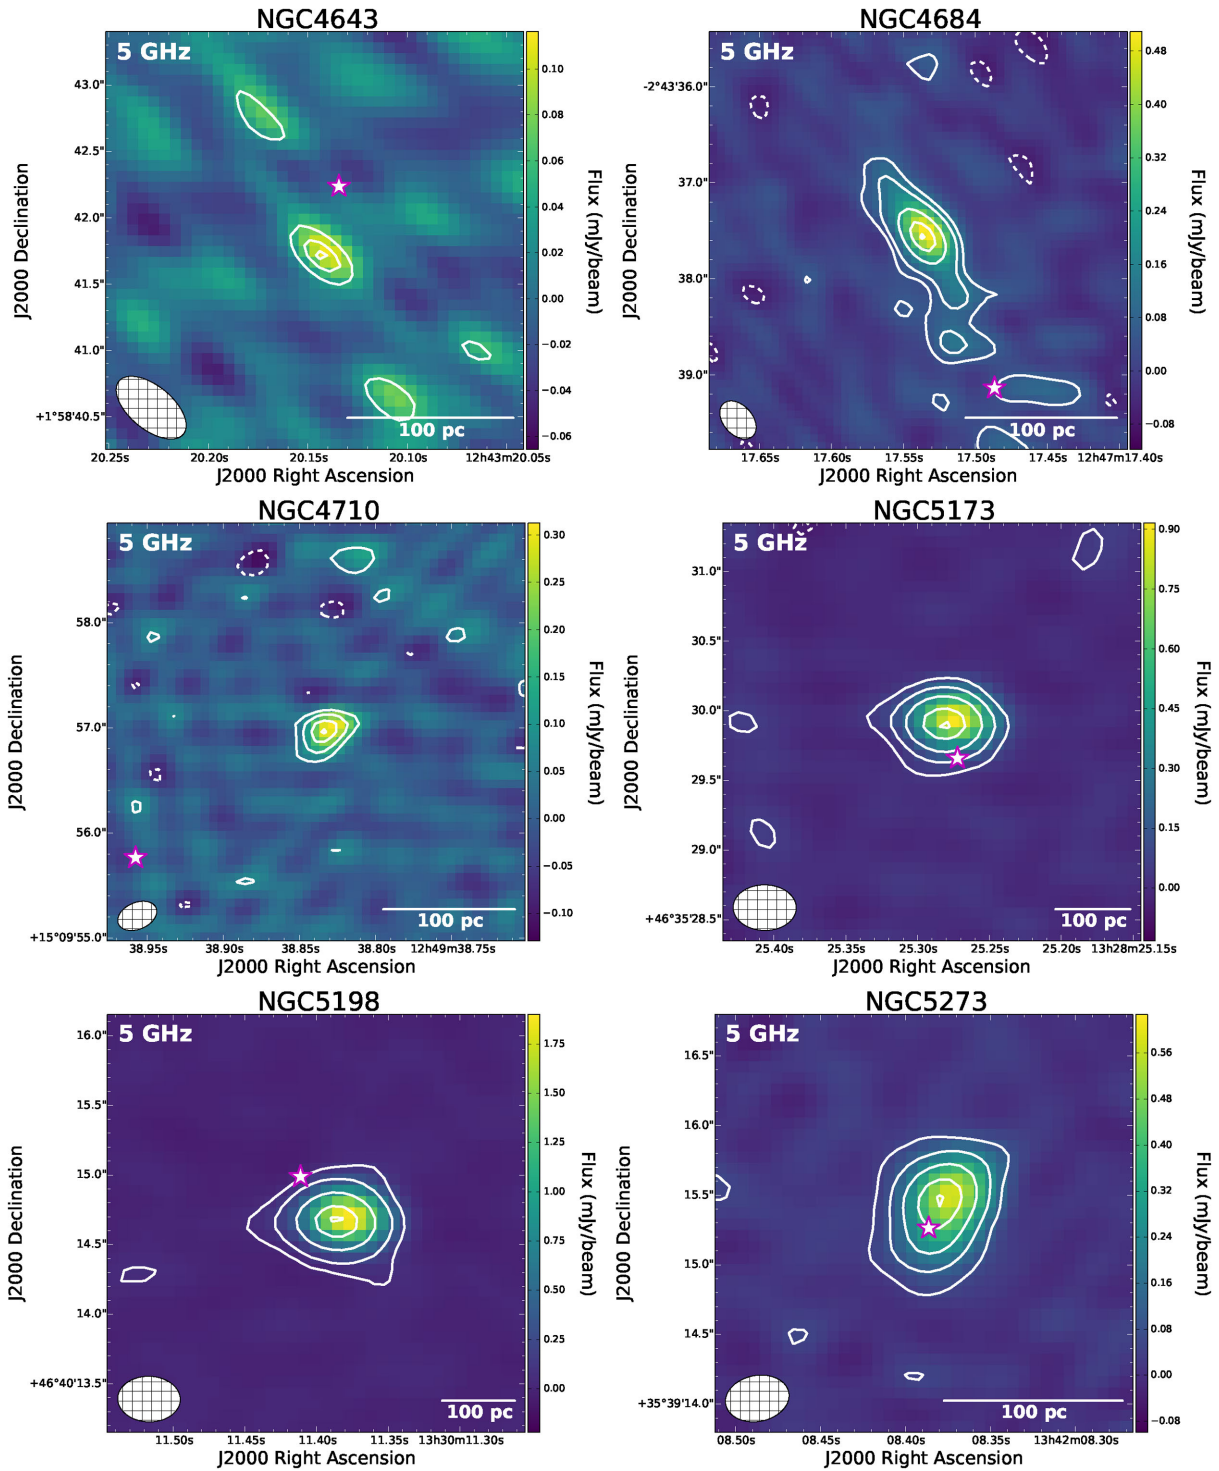 NGC4643
5 GHz
43.0"
42.5"
42.0"
41.5"
41.0"
+1°58'40.5"
J2000 Declination
20.25s 20.20s 20.15s 20.10s 12h43m20.05s
J2000 Right Ascension
100 pc
0.10
0.08
0.06
0.04
0.02
0.00
−0.02
−0.04
−0.06
Flux (mJy/beam)
NGC4684
5 GHz
-2°43'36.0"
37.0"
38.0"
39.0"
J2000 Declination
17.65s 17.60s 17.55s 17.50s 17.45s 12h47m17.40s
J2000 Right Ascension
100 pc
0.48
0.40
0.32
0.24
0.16
0.08
0.00
−0.08
Flux (mJy/beam)
NGC4710
5 GHz
58.0"
57.0"
56.0"
+15°09'55.0"
J2000 Declination
38.95s 38.90s 38.85s 38.80s 12h49m38.75s
J2000 Right Ascension
100 pc
0.30
0.25
0.20
0.15
0.10
0.05
0.00
−0.05
−0.10
Flux (mJy/beam)
NGC5173
5 GHz
31.0"
30.5"
30.0"
29.5"
29.0"
+46°35'28.5"
J2000 Declination
25.40s 25.35s 25.30s 25.25s 25.20s 13h28m25.15s
J2000 Right Ascension
100 pc
0.90
0.75
0.60
0.45
0.30
0.15
0.00
Flux (mJy/beam)
NGC5198
5 GHz
16.0"
15.5"
15.0"
14.5"
14.0"
+46°40'13.5"
J2000 Declination
11.50s 11.45s 11.40s 11.35s 13h30m11.30s
J2000 Right Ascension
100 pc
1.75
1.50
1.25
1.00
0.75
0.50
0.25
0.00
Flux (mJy/beam)
NGC5273
5 GHz
16.5"
16.0"
15.5"
15.0"
14.5"
+35°39'14.0"
J2000 Declination
08.50s 08.45s 08.40s 08.35s 13h42m08.30s
J2000 Right Ascension
100 pc
0.56
0.48
0.40
0.32
0.24
0.16
0.08
0.00
−0.08
Flux (mJy/beam)